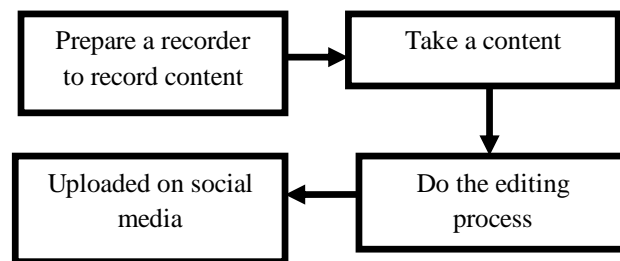 Prepare a recorder
to record content
Take a content
Do the editing
process
Uploaded on social
media